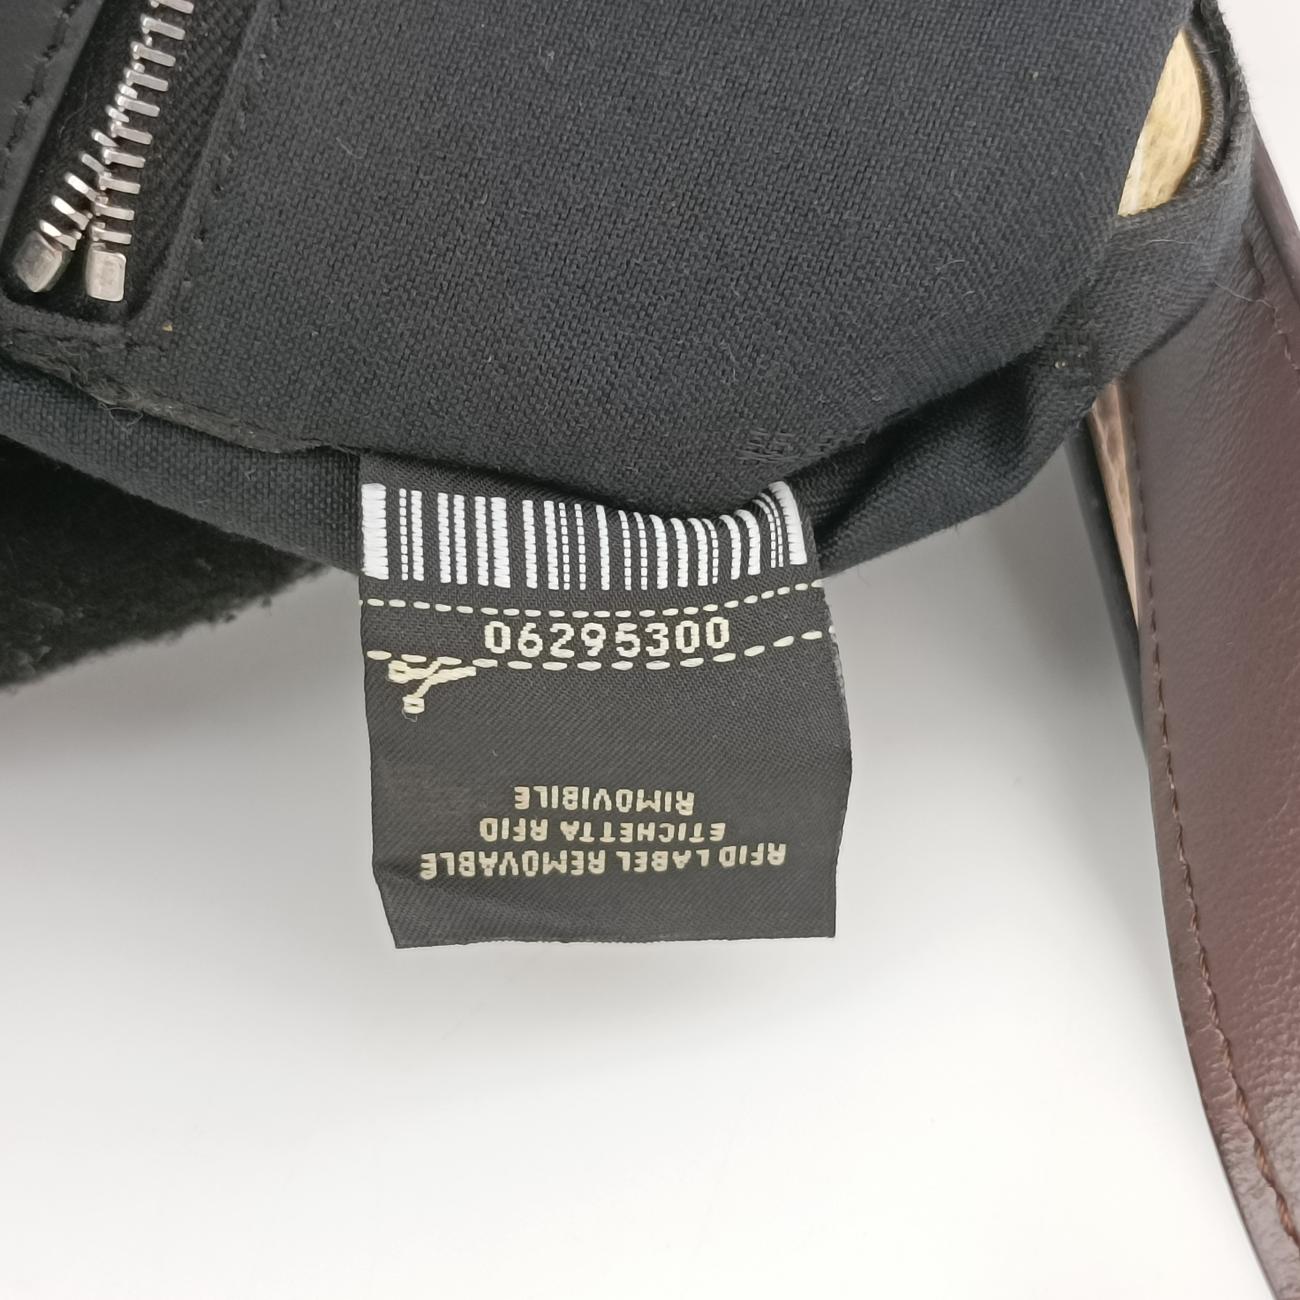 06295300
RFID LABEL REMOVABLE
ETICHETTA RFID
RIMOVIBILE